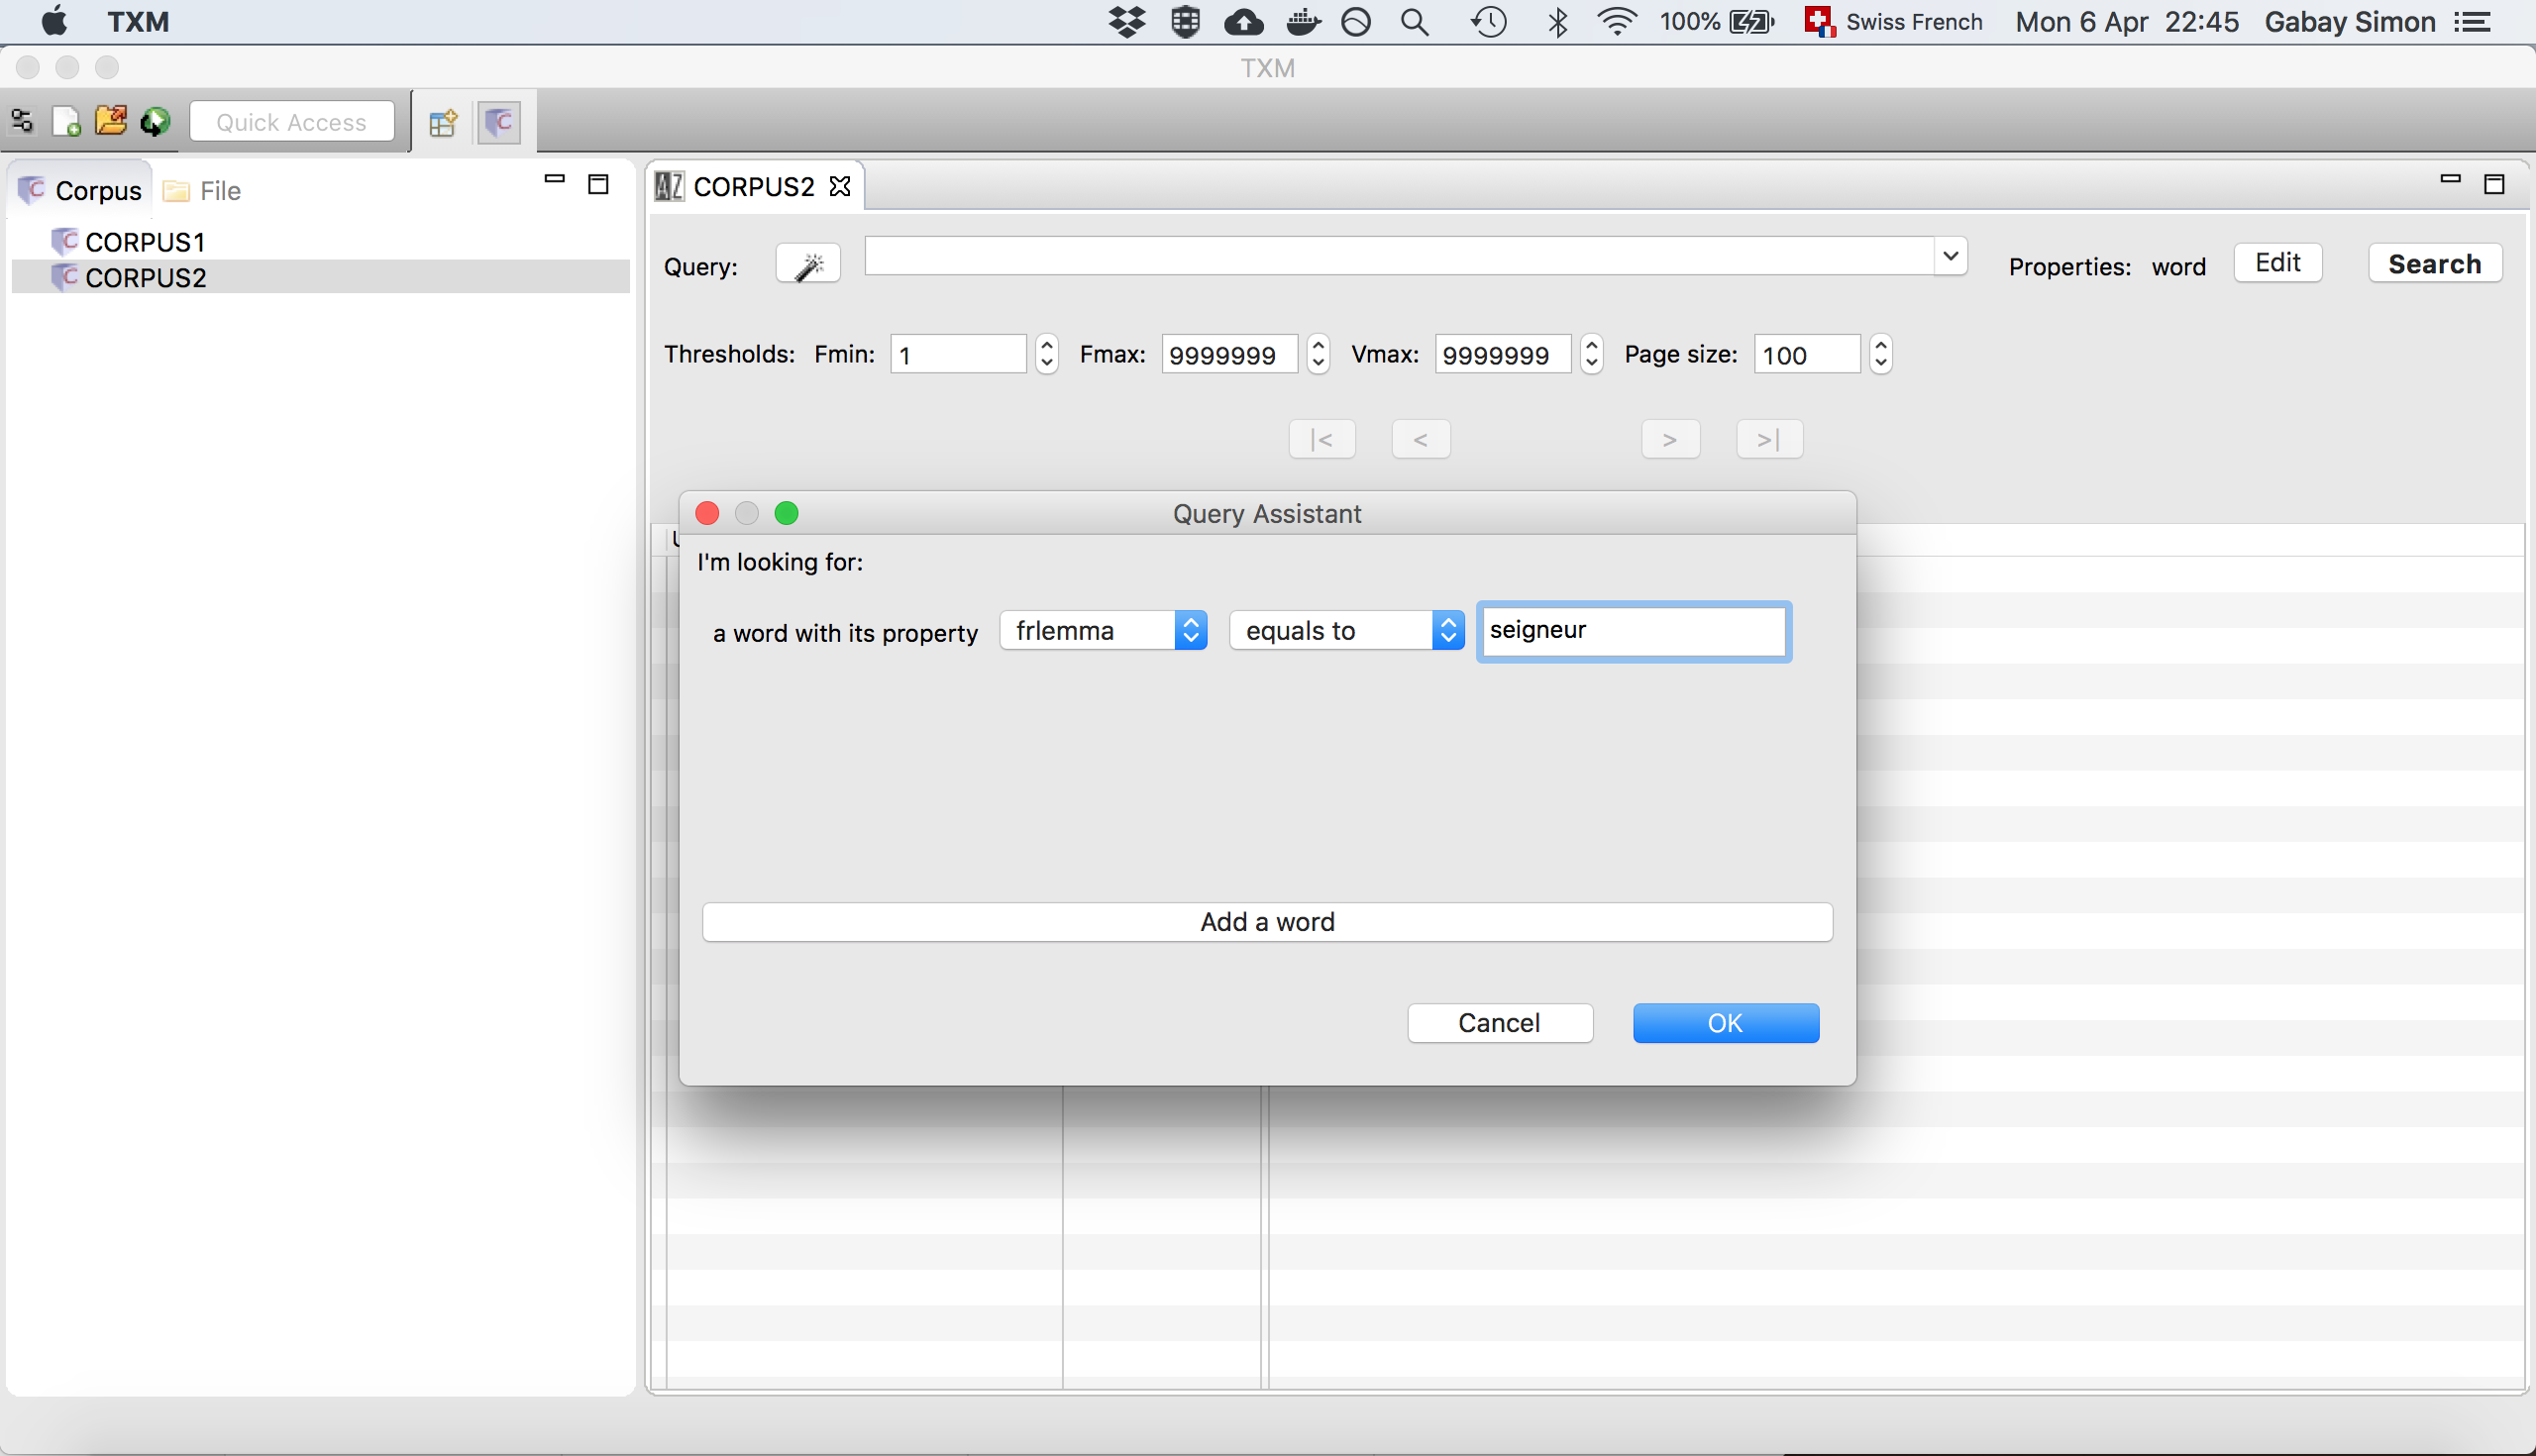 TXM 100% Swiss French Mon 6 Apr 22:45 Gabay Simon
TXM
Quick Access
Corpus File
CORPUS1
CORPUS2
CORPUS2
Query: Properties: word Edit Search
Thresholds: Fmin: 1 Fmax: 9999999 Vmax: 9999999 Page size: 100
|< < > >|
Query Assistant
I'm looking for:
a word with its property frlemma equals to seigneur
Add a word
Cancel OK